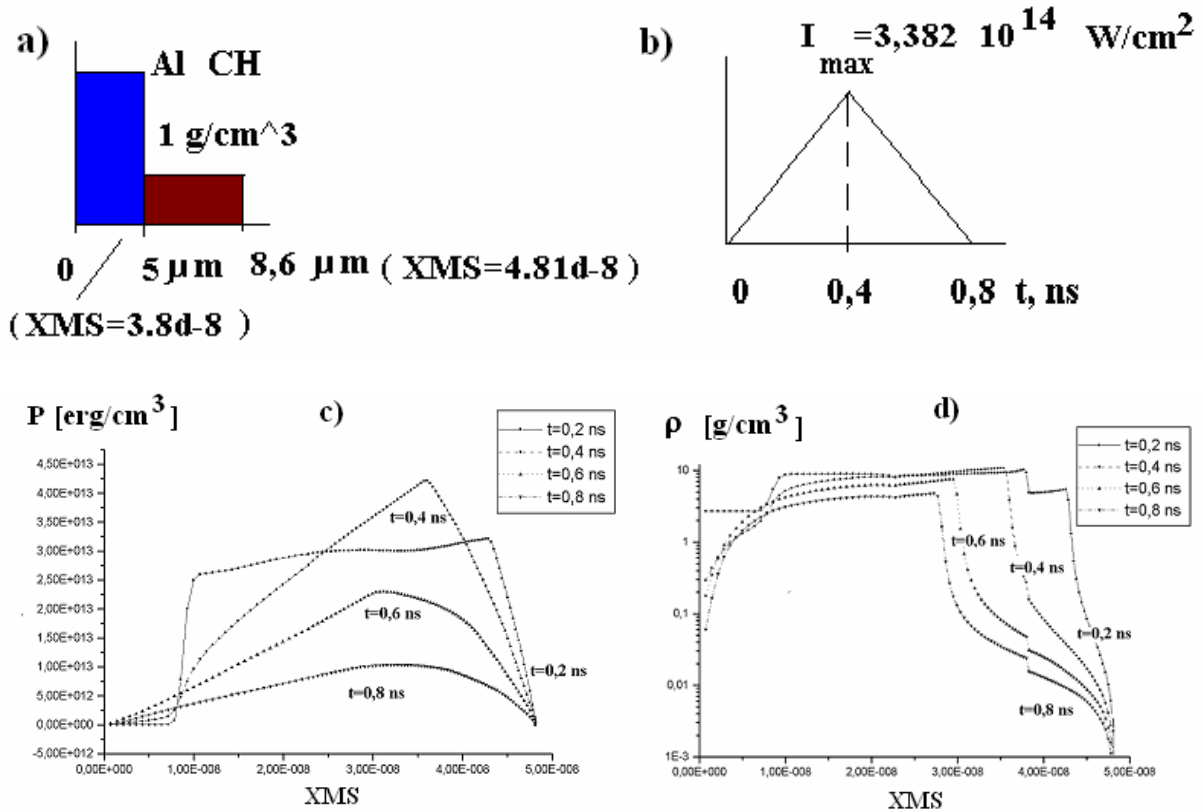 a)
Al CH
1 g/cm^3
0 5 µm 8,6 µm (XMS=4.81d-8)
(XMS=3.8d-8)
b)
I max =3,382 10^14 W/cm^2
0 0,4 0,8 t, ns
P [erg/cm^3]
c)
t=0,2 ns
t=0,4 ns
t=0,6 ns
t=0,8 ns
4,50E+013
4,00E+013
3,50E+013
3,00E+013
2,50E+013
2,00E+013
1,50E+013
1,00E+013
5,00E+012
0,00E+000
-5,00E+012
t=0,4 ns
t=0,6 ns
t=0,2 ns
t=0,8 ns
0,00E+000 1,00E-008 2,00E-008 3,00E-008 4,00E-008 5,00E-008
XMS
ρ [g/cm^3]
d)
t=0,2 ns
t=0,4 ns
t=0,6 ns
t=0,8 ns
10
1
0,1
0,01
1E-3
t=0,6 ns
t=0,4 ns
t=0,2 ns
t=0,8 ns
0,00E+000 1,00E-008 2,00E-008 3,00E-008 4,00E-008 5,00E-008
XMS